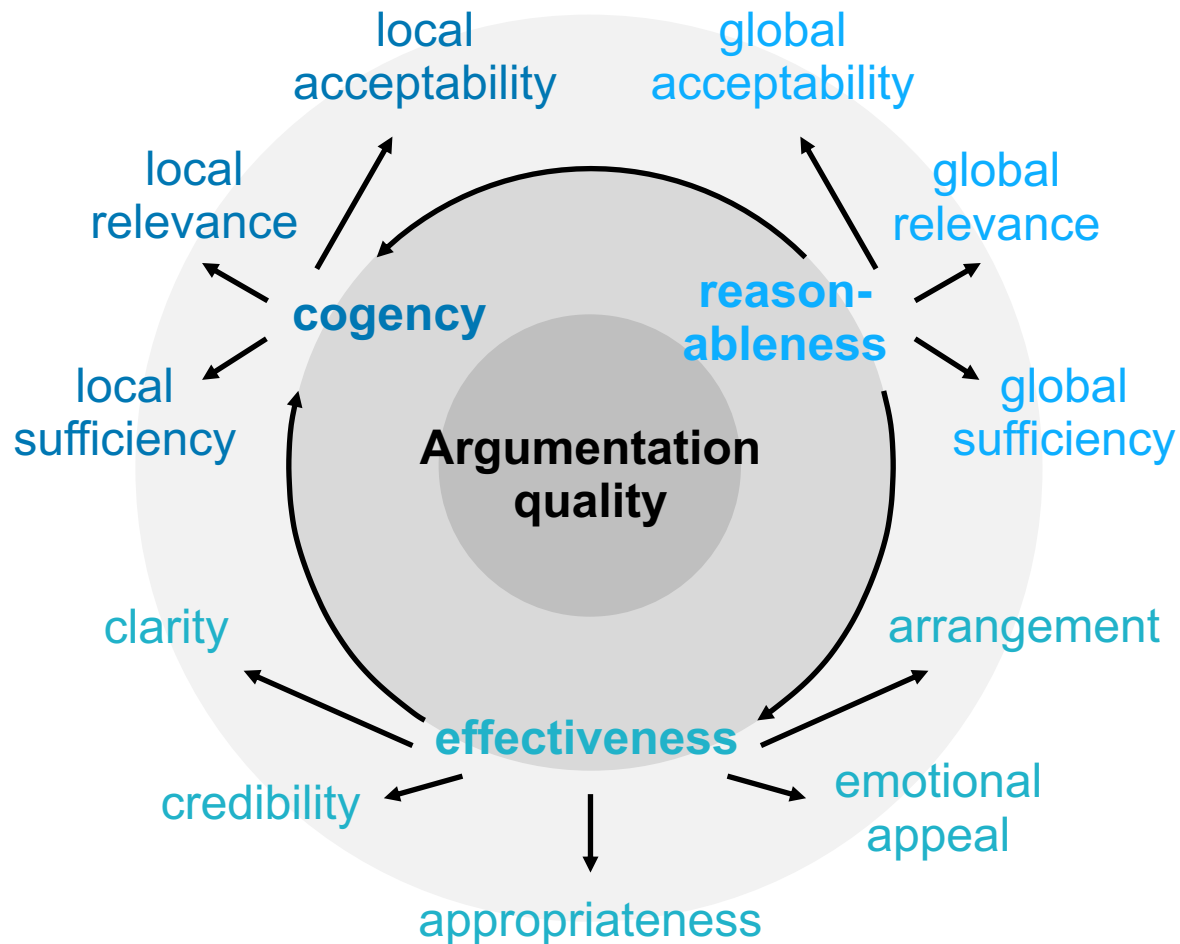 local
acceptability
global
acceptability
local
relevance
global
relevance
cogency
reason-
ableness
local
sufficiency
global
sufficiency
Argumentation
quality
clarity
arrangement
effectiveness
credibility
emotional
appeal
appropriateness